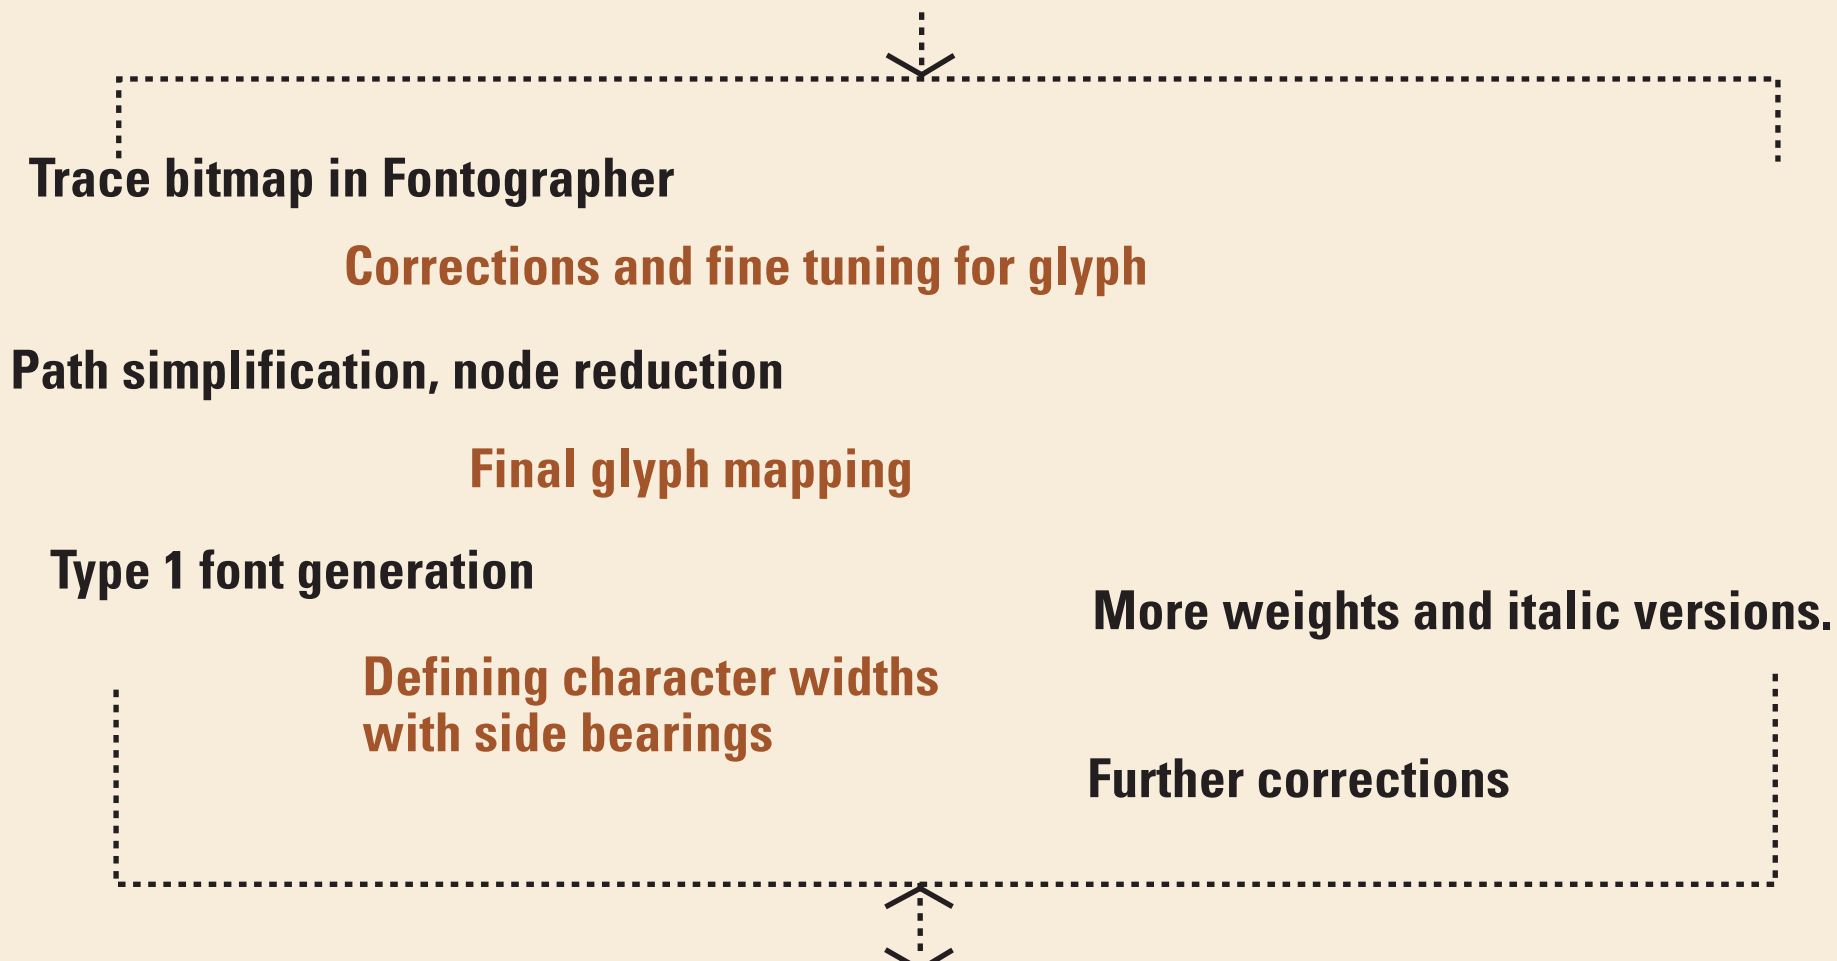 Trace bitmap in Fontographer
Corrections and fine tuning for glyph
Path simplification, node reduction
Final glyph mapping
Type 1 font generation
More weights and italic versions.
Defining character widths
with side bearings
Further corrections